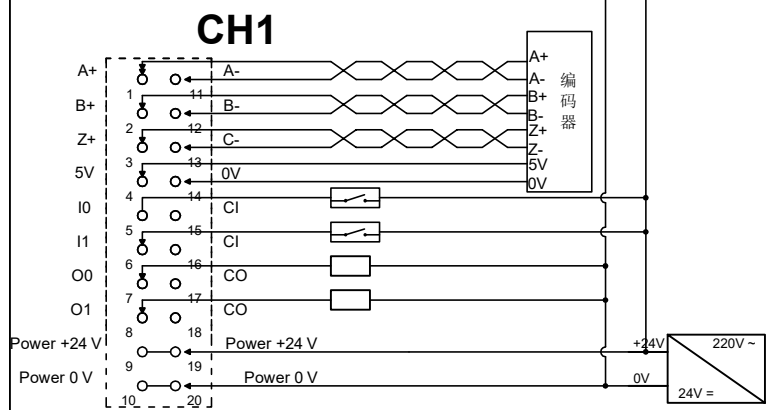 CH1
A+
A-
A+
A-
编
码
器
1
11
B+
B-
B+
B-
2
12
Z+
C-
Z+
Z-
3
13
5V
0V
5V
0V
4
14
I0
CI
5
15
I1
CI
6
16
O0
CO
7
17
O1
CO
8
18
Power +24 V
Power +24 V
+24V
220V ~
9
19
Power 0 V
Power 0 V
0V
24V =
10
20